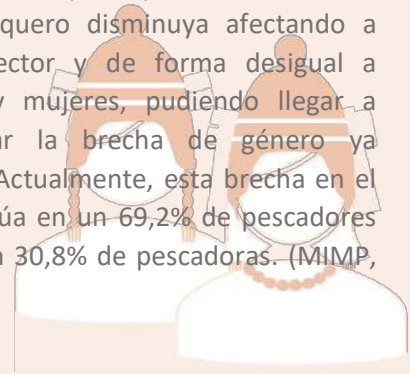 quero disminuya afectando a
ector y de forma desigual a
mujeres, pudiendo llegar a
ar la brecha de género ya
Actualmente, esta brecha en el
úa en un 69,2% de pescadores
30,8% de pescadoras. (MIMP,